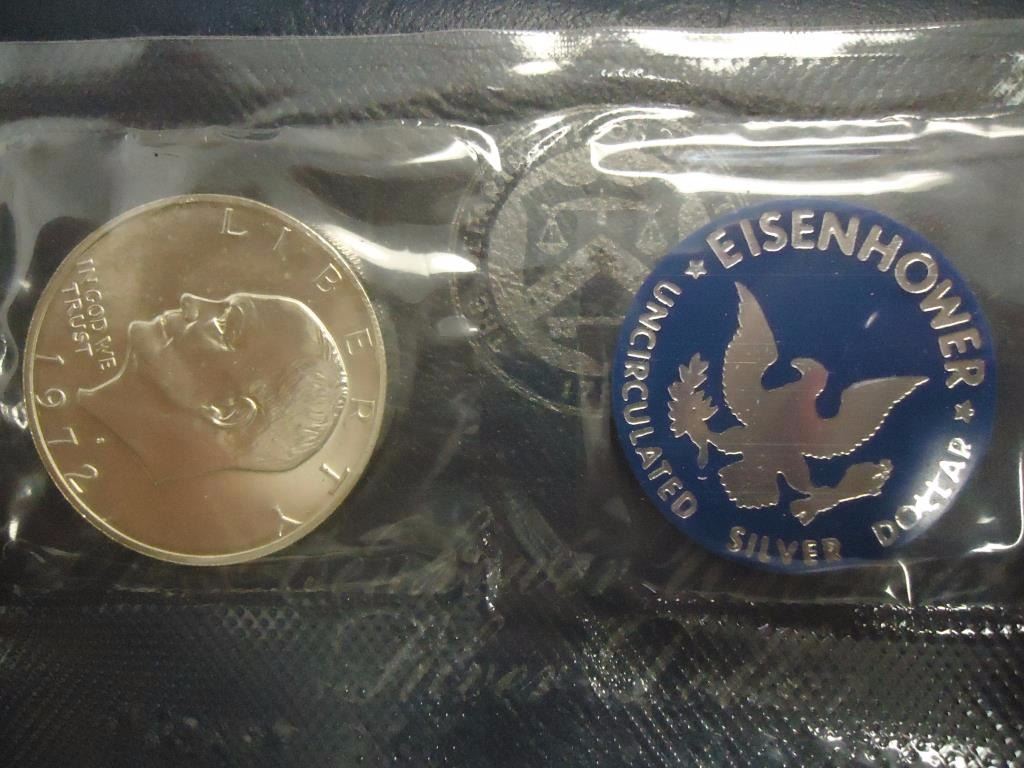 LIBERTY
IN GOD WE
TRUST
1972
EISENHOWER
UNCIRCULATED
SILVER
DOLLAR